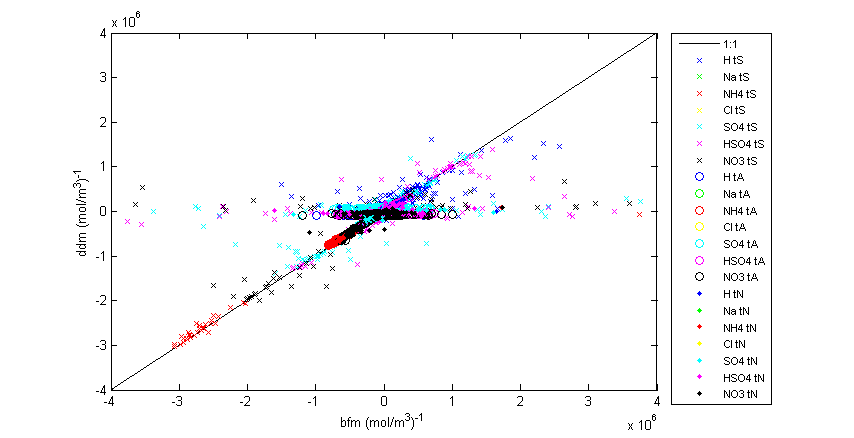 x 10^6
4
3
2
1
0
-1
-2
-3
-4
ddm (mol/m^3)^-1
-4 -3 -2 -1 0 1 2 3 4
bfm (mol/m^3)^-1
x 10^6
1:1
H tS
Na tS
NH4 tS
Cl tS
SO4 tS
HSO4 tS
NO3 tS
H tA
Na tA
NH4 tA
Cl tA
SO4 tA
HSO4 tA
NO3 tA
H tN
Na tN
NH4 tN
Cl tN
SO4 tN
HSO4 tN
NO3 tN